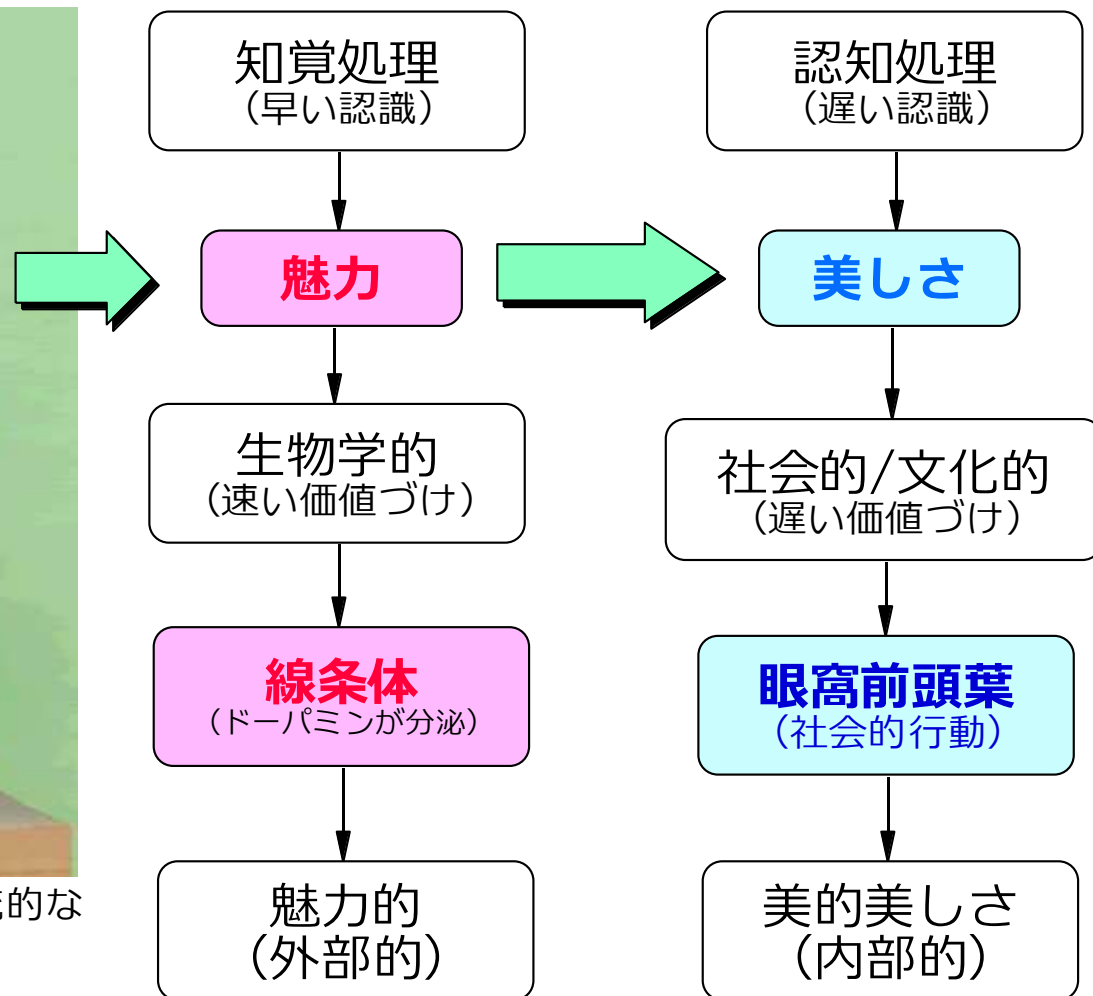 知覚処理
（早い認識）
魅力
生物学的
（速い価値づけ）
線条体
（ドーパミンが分泌）
魅力的
（外部的）
認知処理
（遅い認識）
美しさ
社会的/文化的
（遅い価値づけ）
眼窩前頭葉
（社会的行動）
美的美しさ
（内部的）
的な